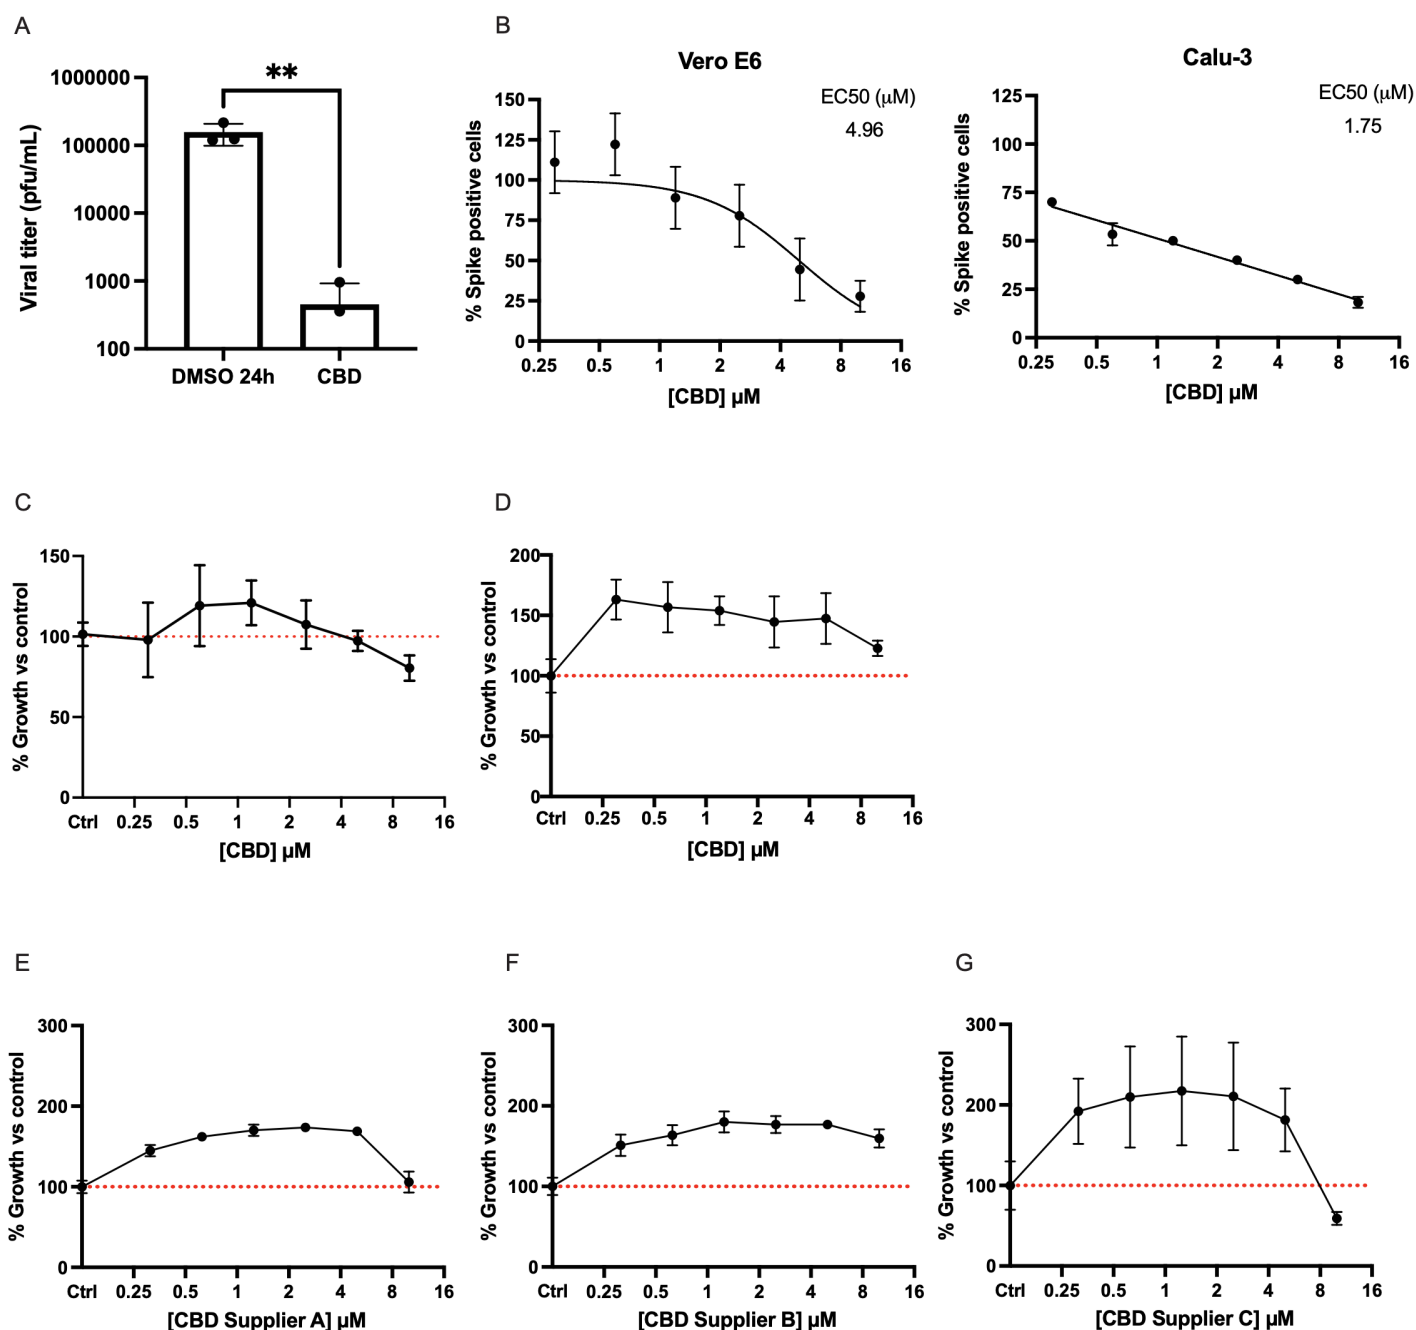 A
B
**
1000000
100000
10000
1000
100
Viral titer (pfu/mL)
DMSO 24h
CBD
Vero E6
EC50 (μM)
4.96
150
125
100
75
50
25
0
% Spike positive cells
0.25 0.5 1 2 4 8 16
[CBD] μM
Calu-3
EC50 (μM)
1.75
125
100
75
50
25
0
% Spike positive cells
0.25 0.5 1 2 4 8 16
[CBD] μM
C
150
100
50
0
% Growth vs control
Ctrl 0.25 0.5 1 2 4 8 16
[CBD] μM
D
200
150
100
50
0
% Growth vs control
Ctrl 0.25 0.5 1 2 4 8 16
[CBD] μM
E
300
200
100
0
% Growth vs control
Ctrl 0.25 0.5 1 2 4 8 16
[CBD Supplier A] μM
F
300
200
100
0
% Growth vs control
Ctrl 0.25 0.5 1 2 4 8 16
[CBD Supplier B] μM
G
300
200
100
0
% Growth vs control
Ctrl 0.25 0.5 1 2 4 8 16
[CBD Supplier C] μM